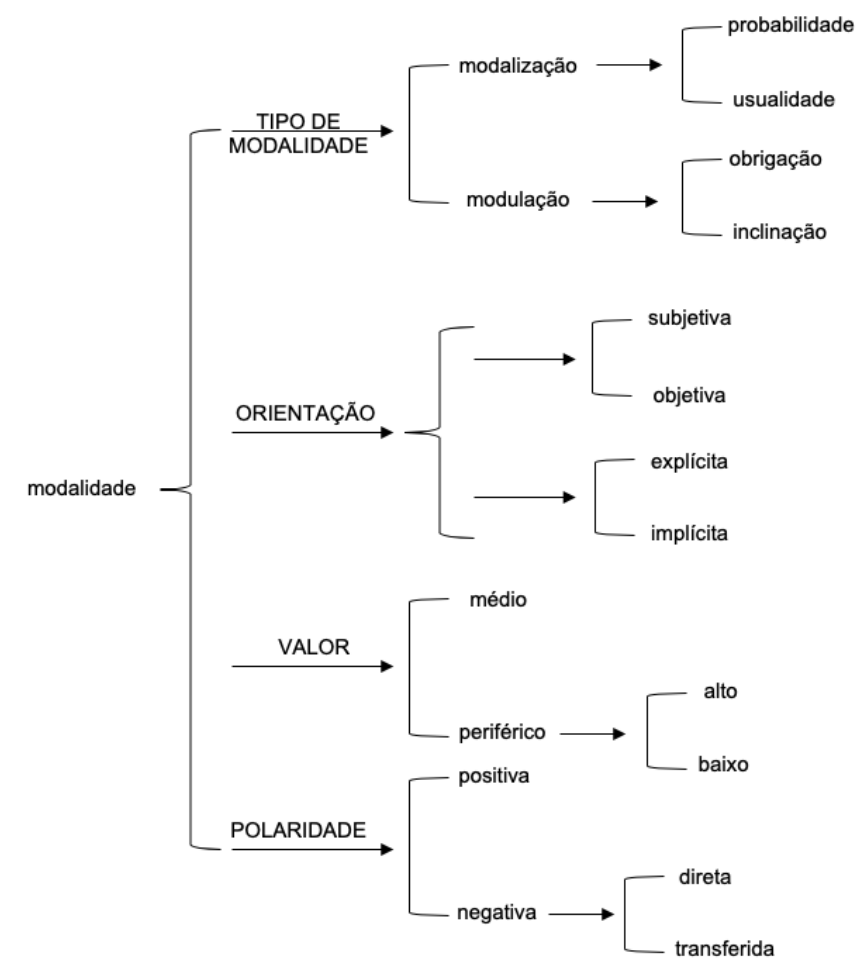 probabilidade
modalização
usualidade
TIPO DE
MODALIDADE
obrigação
modulação
inclinação
subjetiva
objetiva
ORIENTAÇÃO
explícita
modalidade
implícita
médio
VALOR
alto
periférico
baixo
positiva
POLARIDADE
direta
negativa
transferida